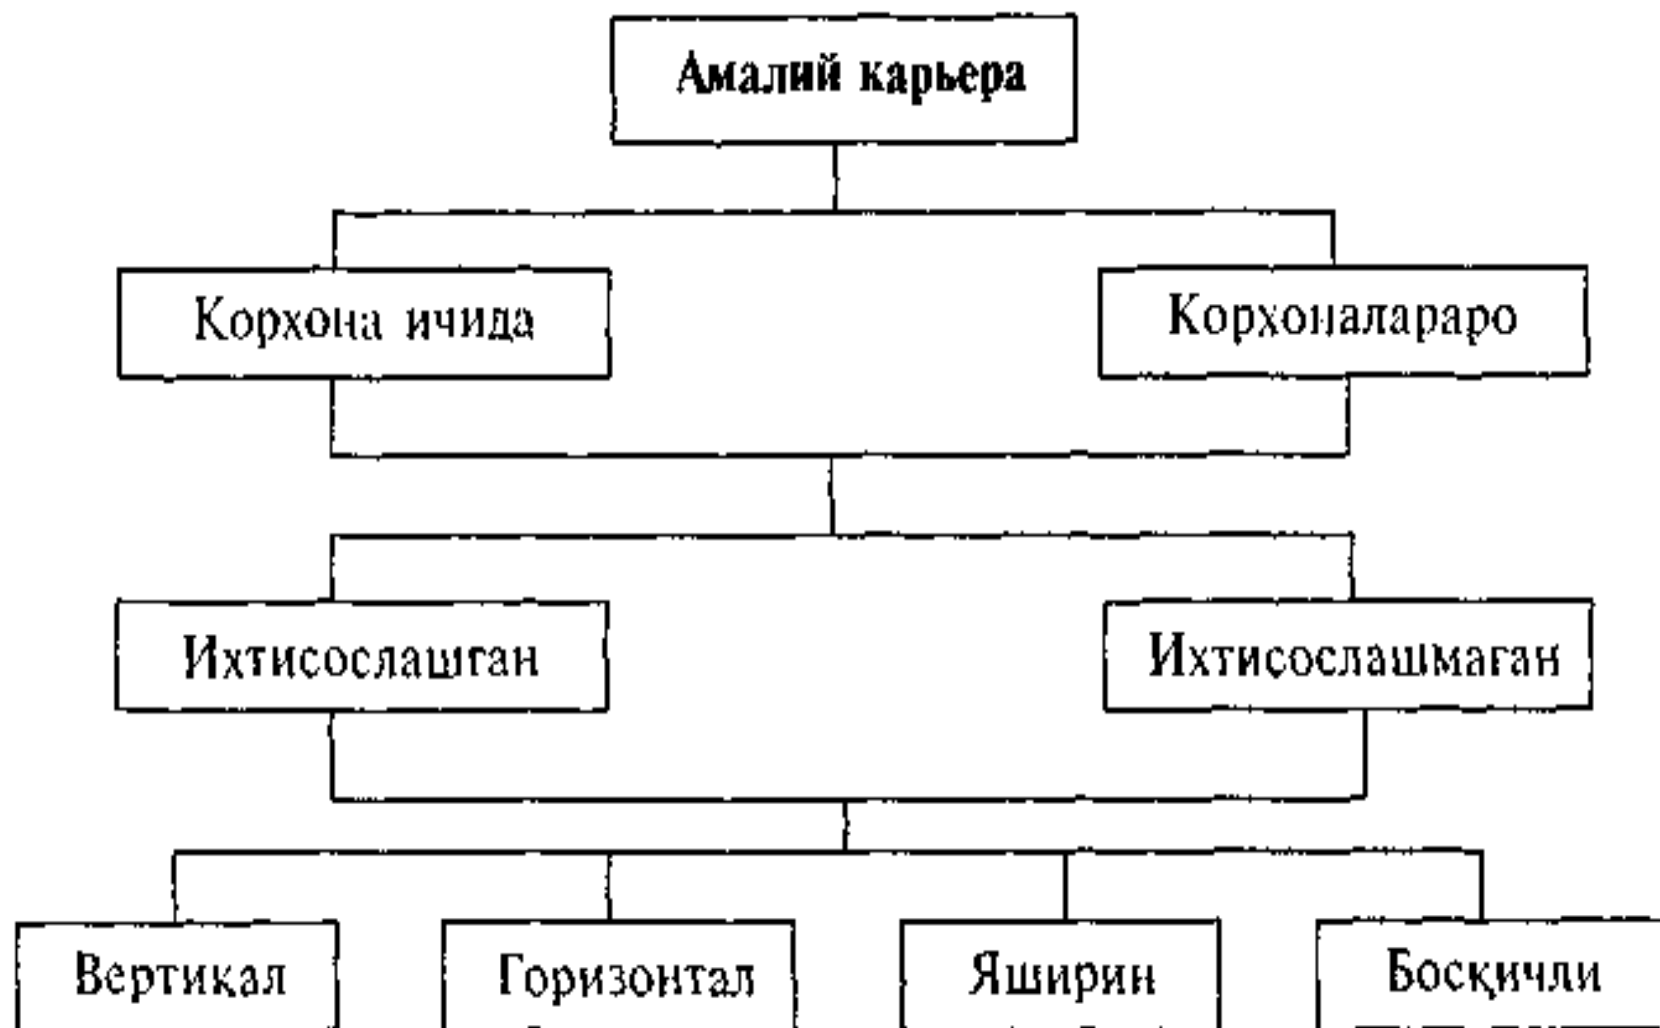 Амалий карьера
Корхона ичида
Корхоналараро
Ихтисослашган
Ихтисослашмаган
Вертикал
Горизонтал
Яширин
Босқичли